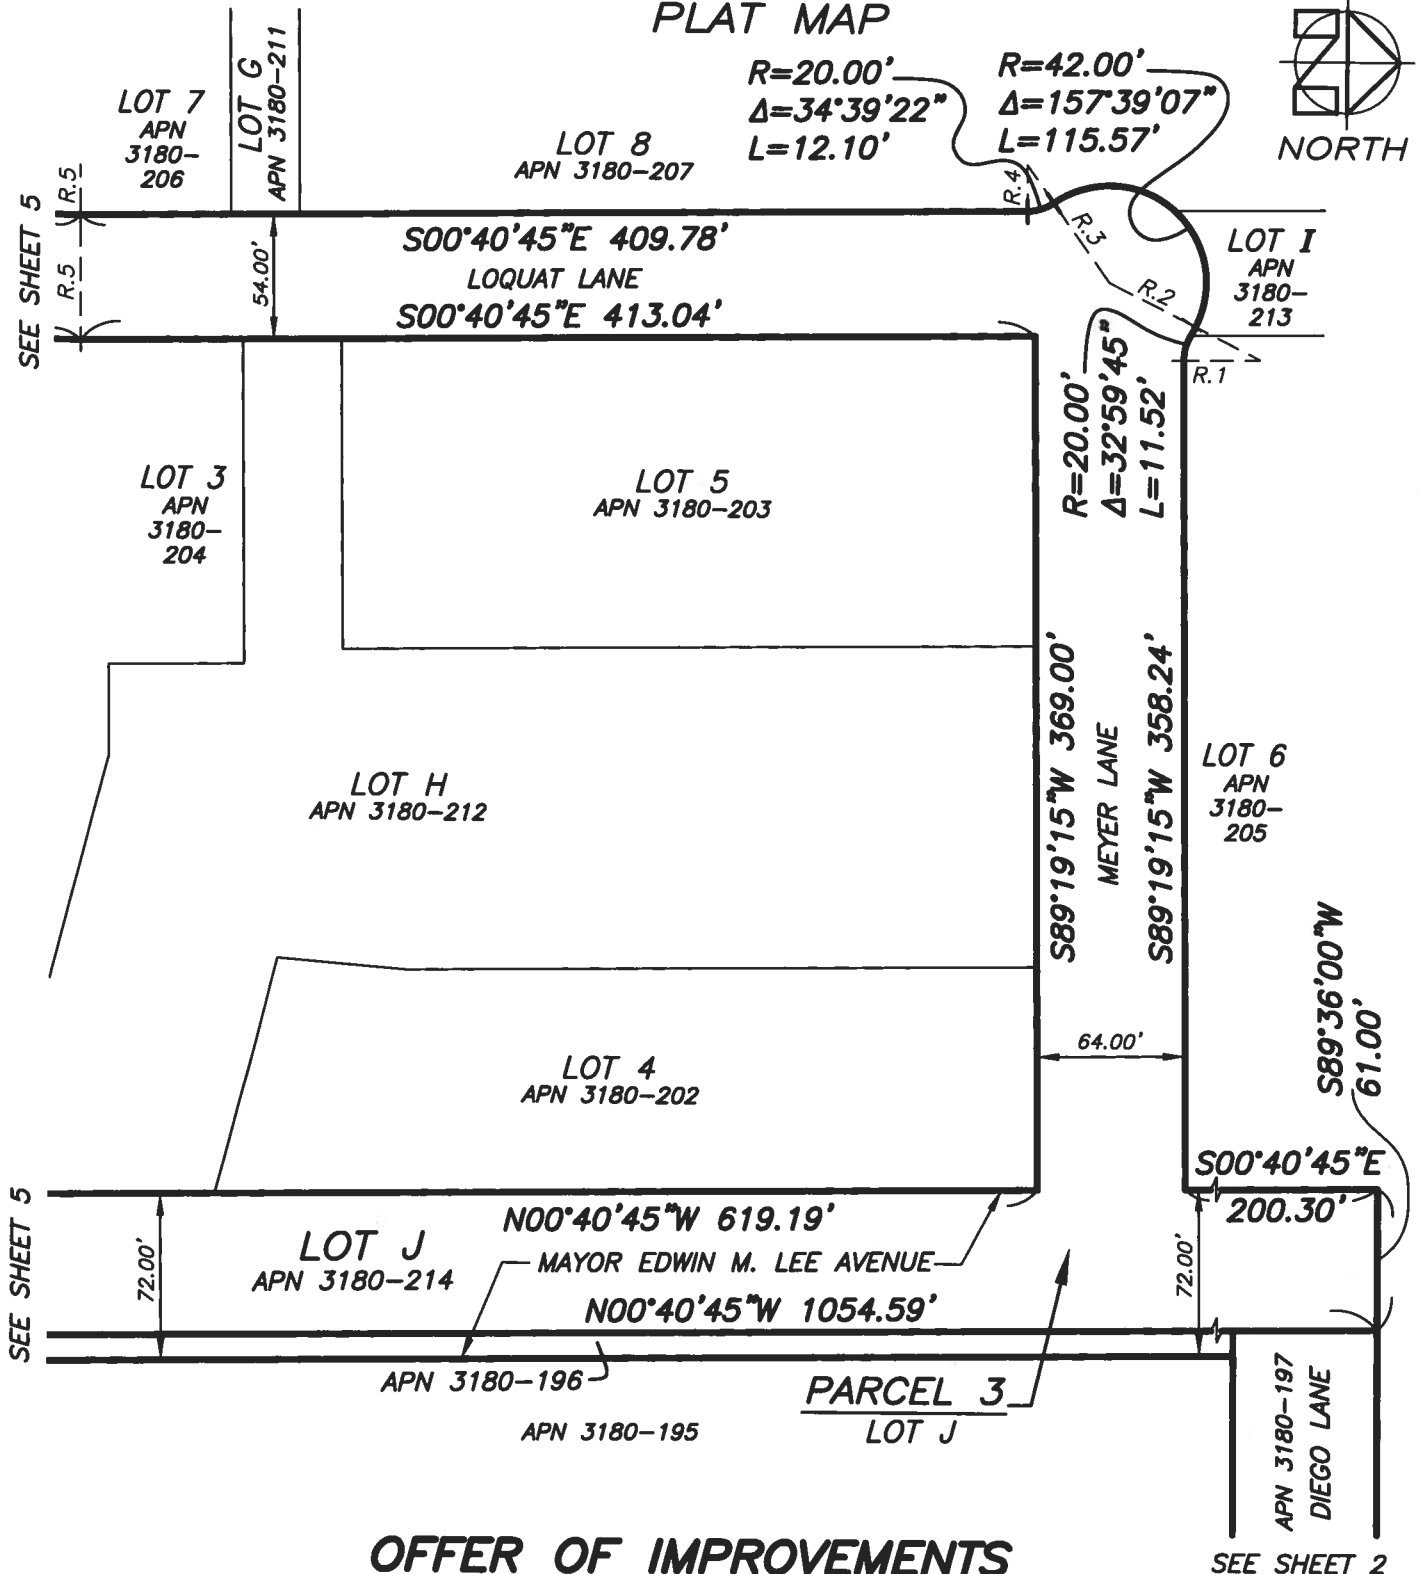 PLAT MAP
R=20.00'
Δ=34°39'22"
L=12.10'
R=42.00'
Δ=157°39'07"
L=115.57'
N
NORTH
LOT 7
APN
3180-
206
LOT G
APN 3180-211
LOT 8
APN 3180-207
SEE SHEET 5
R.5
R.5
54.00'
S00°40'45"E 409.78'
LOQUAT LANE
S00°40'45"E 413.04'
R.4
R.3
R.2
R.1
LOT I
APN
3180-
213
R=20.00'
Δ=32°59'45"
L=11.52'
LOT 3
APN
3180-
204
LOT 5
APN 3180-203
S89°19'15"W 369.00'
MEYER LANE
S89°19'15"W 358.24'
LOT 6
APN
3180-
205
LOT H
APN 3180-212
S89°36'00"W
61.00'
64.00'
LOT 4
APN 3180-202
S00°40'45"E
200.30'
SEE SHEET 5
72.00'
N00°40'45"W 619.19'
LOT J
APN 3180-214
MAYOR EDWIN M. LEE AVENUE
N00°40'45"W 1054.59'
72.00'
APN 3180-196
PARCEL 3
LOT J
APN 3180-195
APN 3180-197
DIEGO LANE
OFFER OF IMPROVEMENTS
SEE SHEET 2